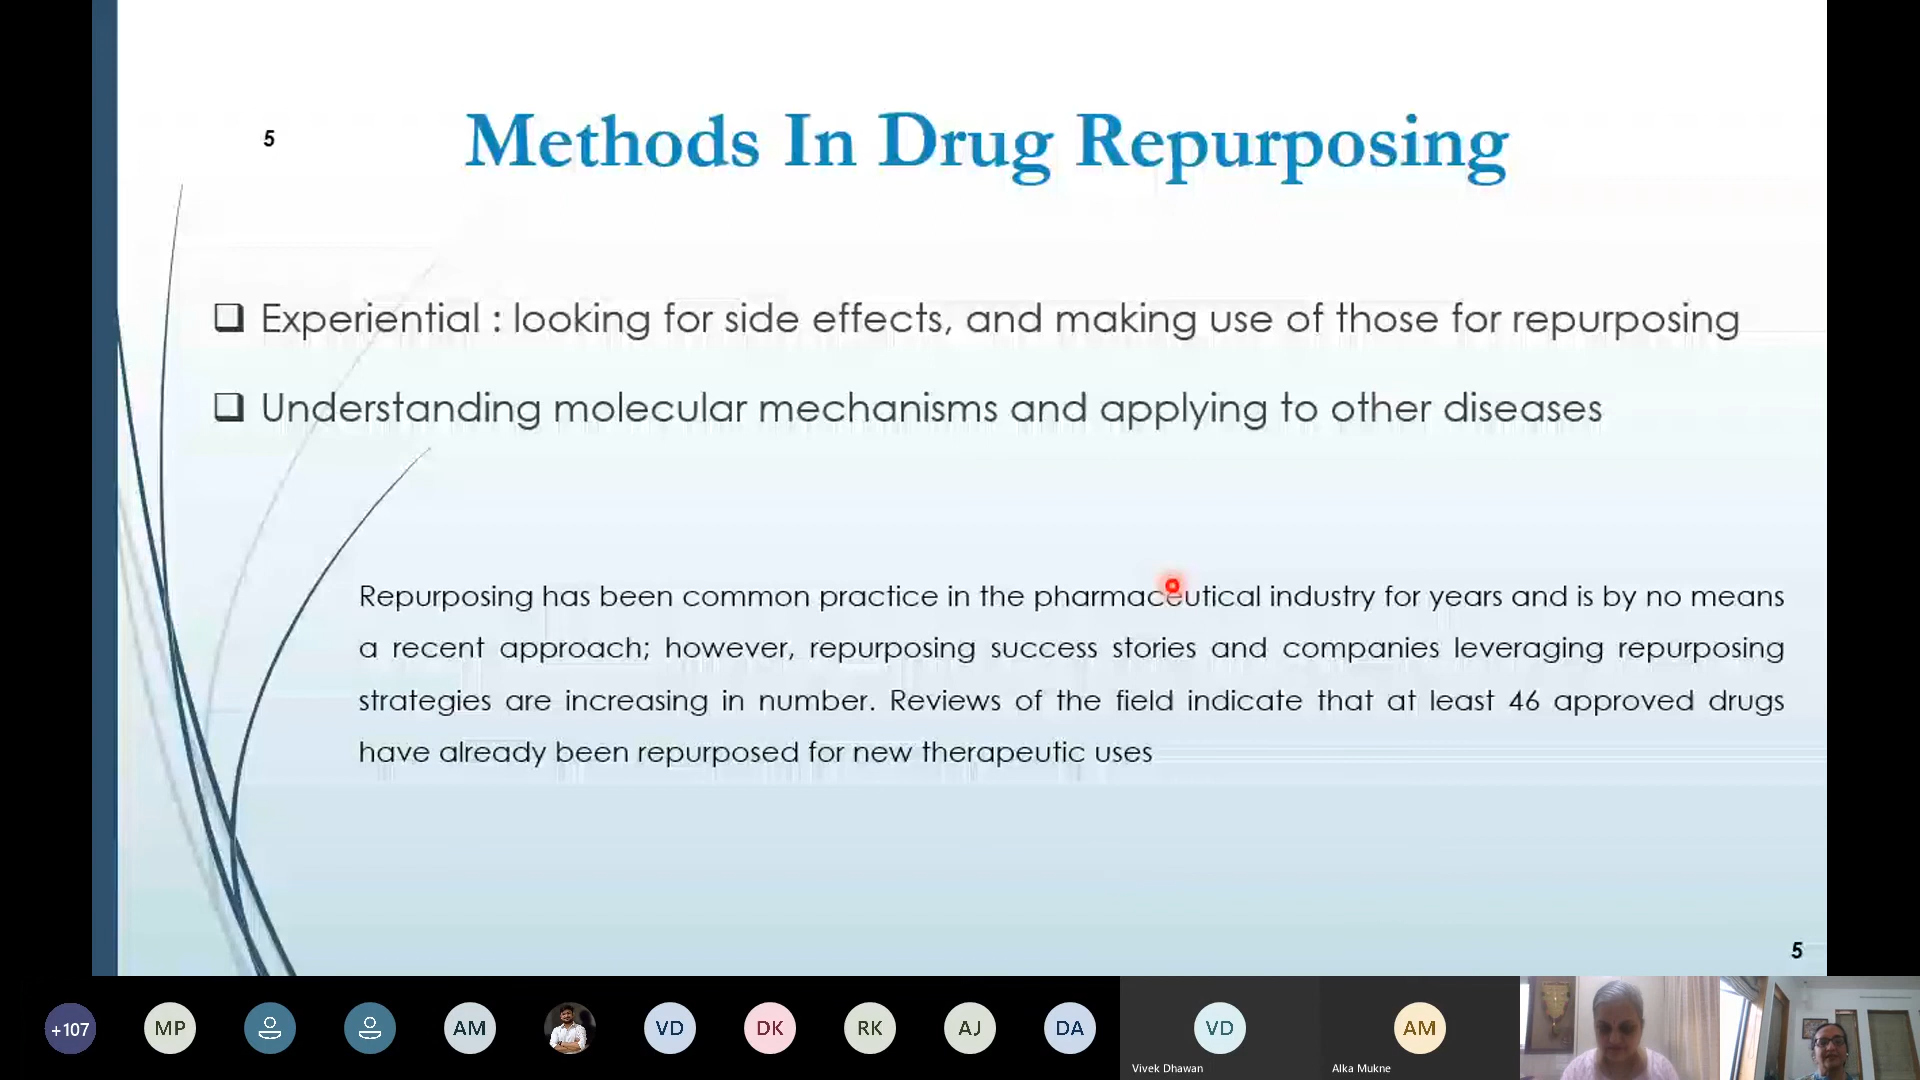 5
Methods In Drug Repurposing
❑ Experiential : looking for side effects, and making use of those for repurposing
❑ Understanding molecular mechanisms and applying to other diseases
Repurposing has been common practice in the pharmaceutical industry for years and is by no means
a recent approach; however, repurposing success stories and companies leveraging repurposing
strategies are increasing in number. Reviews of the field indicate that at least 46 approved drugs
have already been repurposed for new therapeutic uses
5
+107 MP AM VD DK RK AJ DA VD AM
Vivek Dhawan Alka Mukne